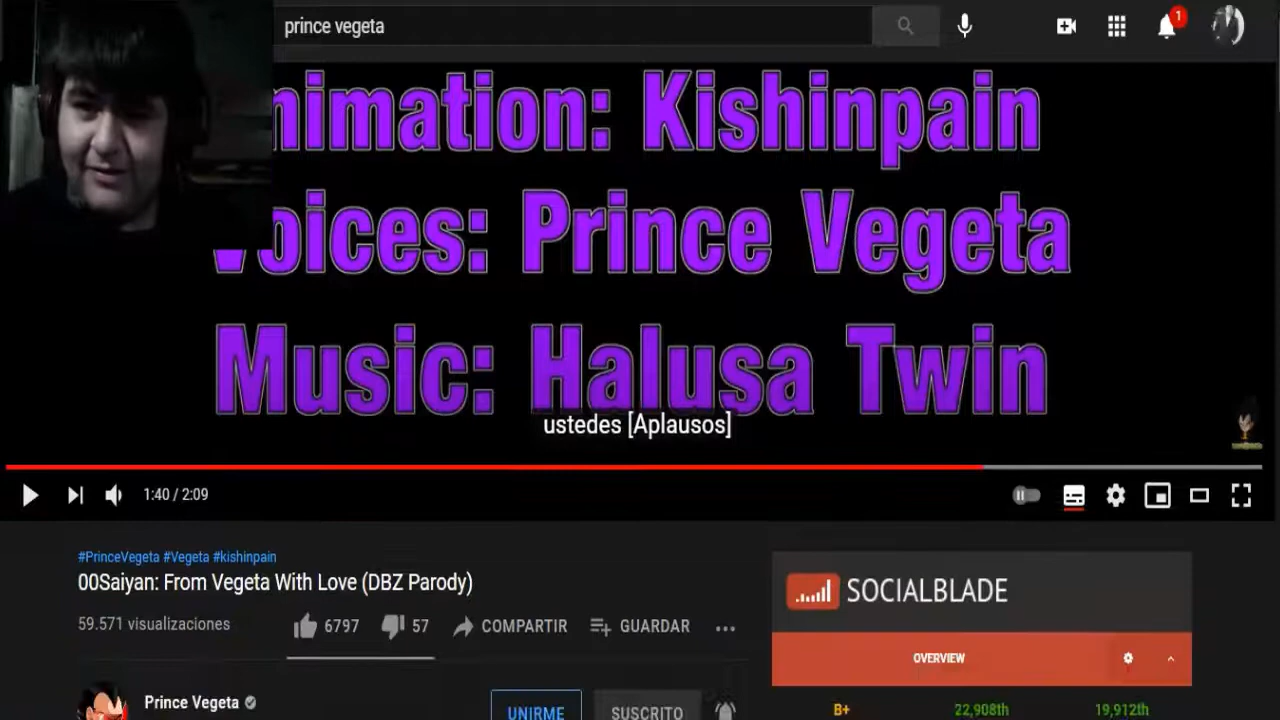 prince vegeta
1
nimation: Kishinpain
oices: Prince Vegeta
Music: Halusa Twin
ustedes [Aplausos]
1:40 / 2:09
#PrinceVegeta #Vegeta #kishinpain
00Saiyan: From Vegeta With Love (DBZ Parody)
59.571 visualizaciones
6797
57
COMPARTIR
GUARDAR
Prince Vegeta
UNIRME
SUSCRITO
SOCIALBLADE
OVERVIEW
B+ 22,908th 19,912th